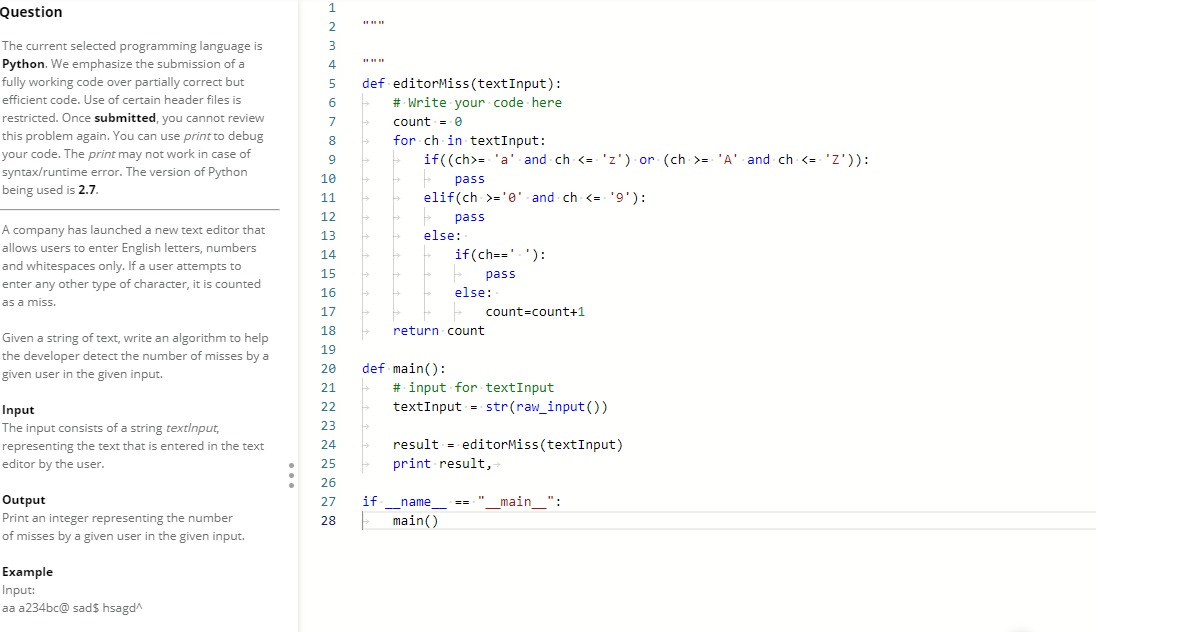 Question
The current selected programming language is
Python. We emphasize the submission of a
fully working code over partially correct but
efficient code. Use of certain header files is
restricted. Once submitted, you cannot review
this problem again. You can use print to debug
your code. The print may not work in case of
syntax/runtime error. The version of Python
being used is 2.7.
A company has launched a new text editor that
allows users to enter English letters, numbers
and whitespaces only. If a user attempts to
enter any other type of character, it is counted
as a miss.
Given a string of text, write an algorithm to help
the developer detect the number of misses by a
given user in the given input.
Input
The input consists of a string textInput,
representing the text that is entered in the text
editor by the user.
Output
Print an integer representing the number
of misses by a given user in the given input.
Example
Input:
aa a234bc@ sad$ hsagd^
1
2 """
3
4 """
5 def editorMiss(textInput):
6 # Write your code here
7 count = 0
8 for ch in textInput:
9 if((ch>= 'a' and ch <= 'z') or (ch >= 'A' and ch <= 'Z')):
10 pass
11 elif(ch >='0' and ch <= '9'):
12 pass
13 else:
14 if(ch==' '):
15 pass
16 else:
17 count=count+1
18 return count
19
20 def main():
21 # input for textInput
22 textInput = str(raw_input())
23
24 result = editorMiss(textInput)
25 print result,
26
27 if __name__ == "__main__":
28 main()